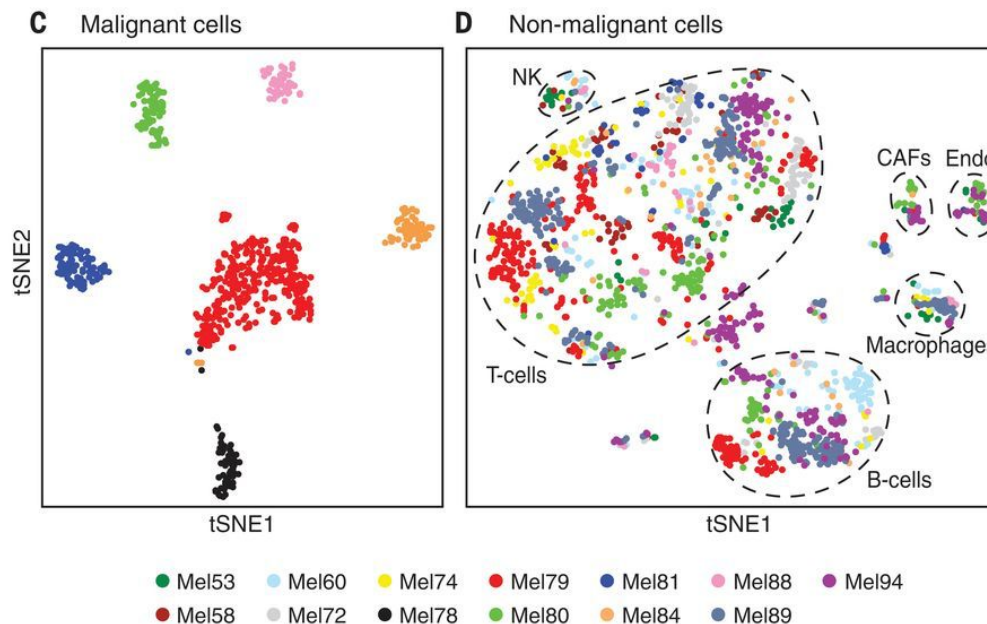 C Malignant cells
D Non-malignant cells
NK
CAFs
Endo
tSNE2
Macrophage
T-cells
B-cells
tSNE1
tSNE1
Mel53 Mel60 Mel74 Mel79 Mel81 Mel88 Mel94
Mel58 Mel72 Mel78 Mel80 Mel84 Mel89